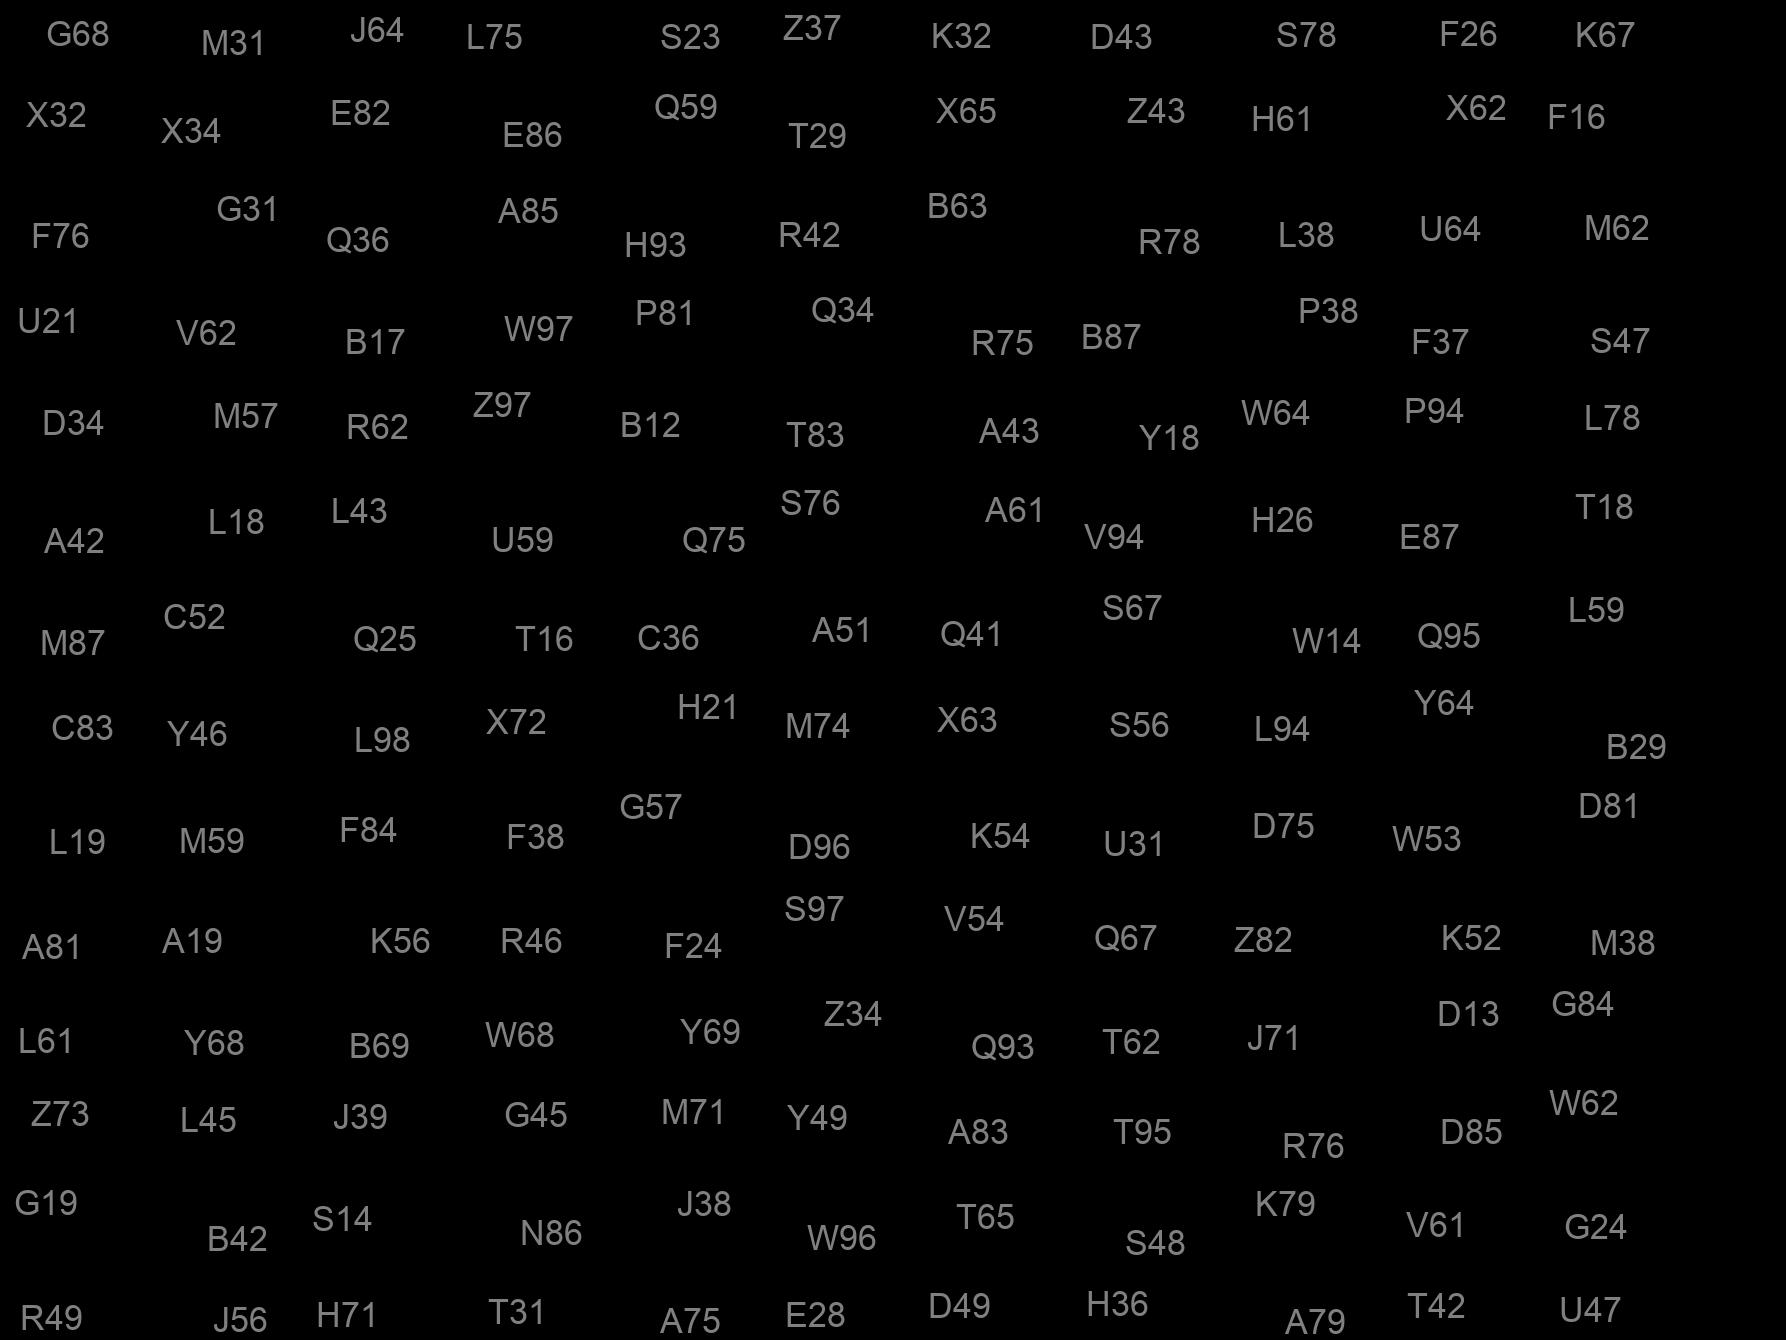 G68 M31 J64 L75 S23 Z37 K32 D43 S78 F26 K67
X32 X34 E82 E86 Q59 T29 X65 Z43 H61 X62 F16
F76 G31 Q36 A85 H93 R42 B63 R78 L38 U64 M62
U21 V62 B17 W97 P81 Q34 R75 B87 P38 F37 S47
D34 M57 R62 Z97 B12 T83 A43 Y18 W64 P94 L78
A42 L18 L43 U59 Q75 S76 A61 V94 H26 E87 T18
M87 C52 Q25 T16 C36 A51 Q41 S67 W14 Q95 L59
C83 Y46 L98 X72 H21 M74 X63 S56 L94 Y64 B29
L19 M59 F84 F38 G57 D96 K54 U31 D75 W53 D81
A81 A19 K56 R46 F24 S97 V54 Q67 Z82 K52 M38
L61 Y68 B69 W68 Y69 Z34 Q93 T62 J71 D13 G84
Z73 L45 J39 G45 M71 Y49 A83 T95 R76 D85 W62
G19 B42 S14 N86 J38 W96 T65 S48 K79 V61 G24
R49 J56 H71 T31 A75 E28 D49 H36 A79 T42 U47